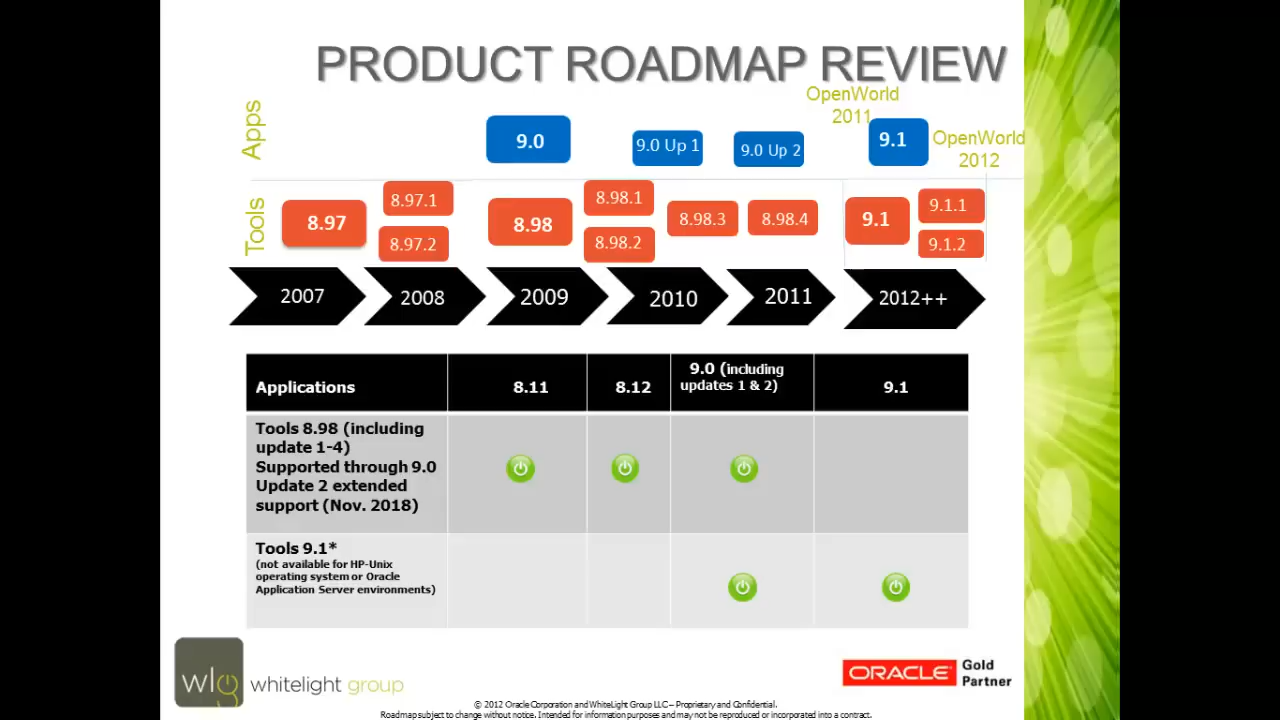 PRODUCT ROADMAP REVIEW
OpenWorld
2011
OpenWorld
2012
Apps
9.0
9.0 Up 1
9.0 Up 2
9.1
Tools
8.97
8.97.1
8.97.2
8.98
8.98.1
8.98.2
8.98.3
8.98.4
9.1
9.1.1
9.1.2
2007
2008
2009
2010
2011
2012++
Applications
8.11
8.12
9.0 (including
updates 1 & 2)
9.1
Tools 8.98 (including
update 1-4)
Supported through 9.0
Update 2 extended
support (Nov. 2018)
Tools 9.1*
(not available for HP-Unix
operating system or Oracle
Application Server environments)
wlg
whitelight group
ORACLE
Gold
Partner
© 2012 Oracle Corporation and WhiteLight Group LLC – Proprietary and Confidential.
Roadmap subject to change without notice. Intended for information purposes and may not be reproduced or incorporated into a contract.